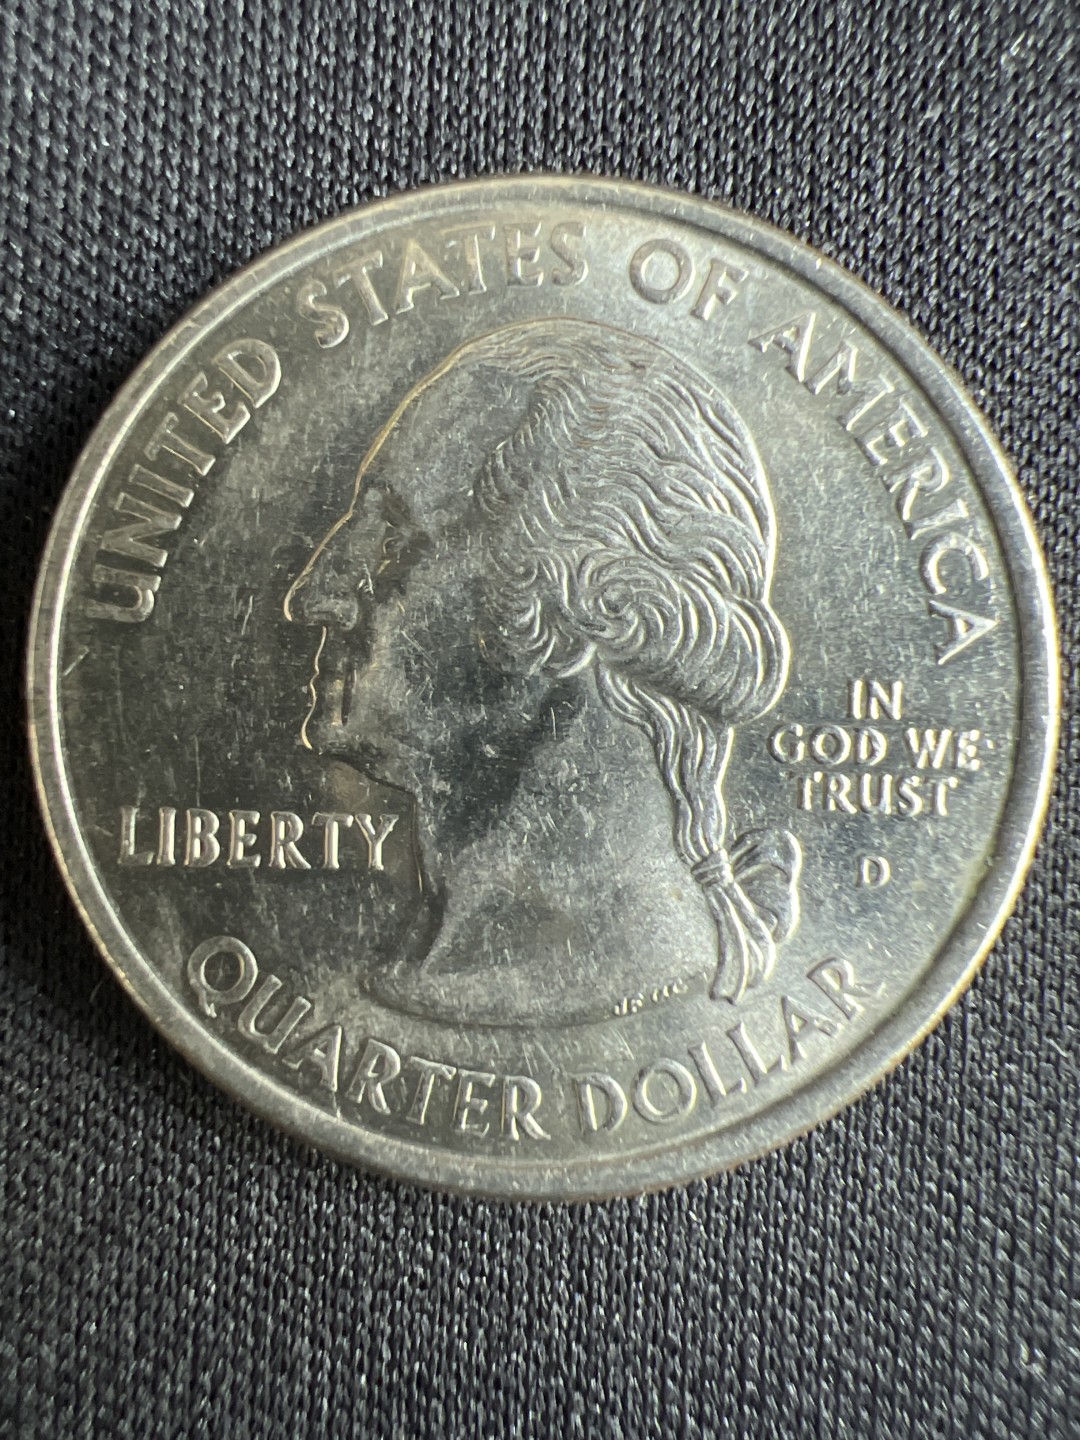 UNITED STATES OF AMERICA
LIBERTY
IN
GOD WE
TRUST
D
QUARTER DOLLAR